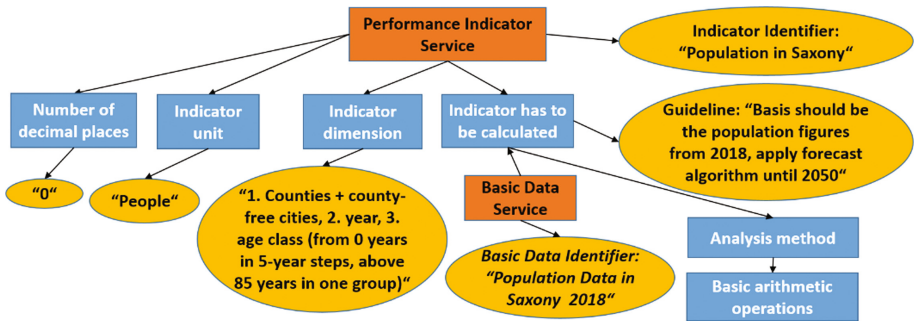 Performance Indicator
Service
Indicator Identifier:
“Population in Saxony“
Number of
decimal places
Indicator
unit
Indicator
dimension
Indicator has to
be calculated
Guideline: “Basis should be
the population figures
from 2018, apply forecast
algorithm until 2050“
“0“
“People“
“1. Counties + county-
free cities, 2. year, 3.
age class (from 0 years
in 5-year steps, above
85 years in one group)“
Basic Data
Service
Basic Data Identifier:
“Population Data in
Saxony 2018“
Analysis method
Basic arithmetic
operations